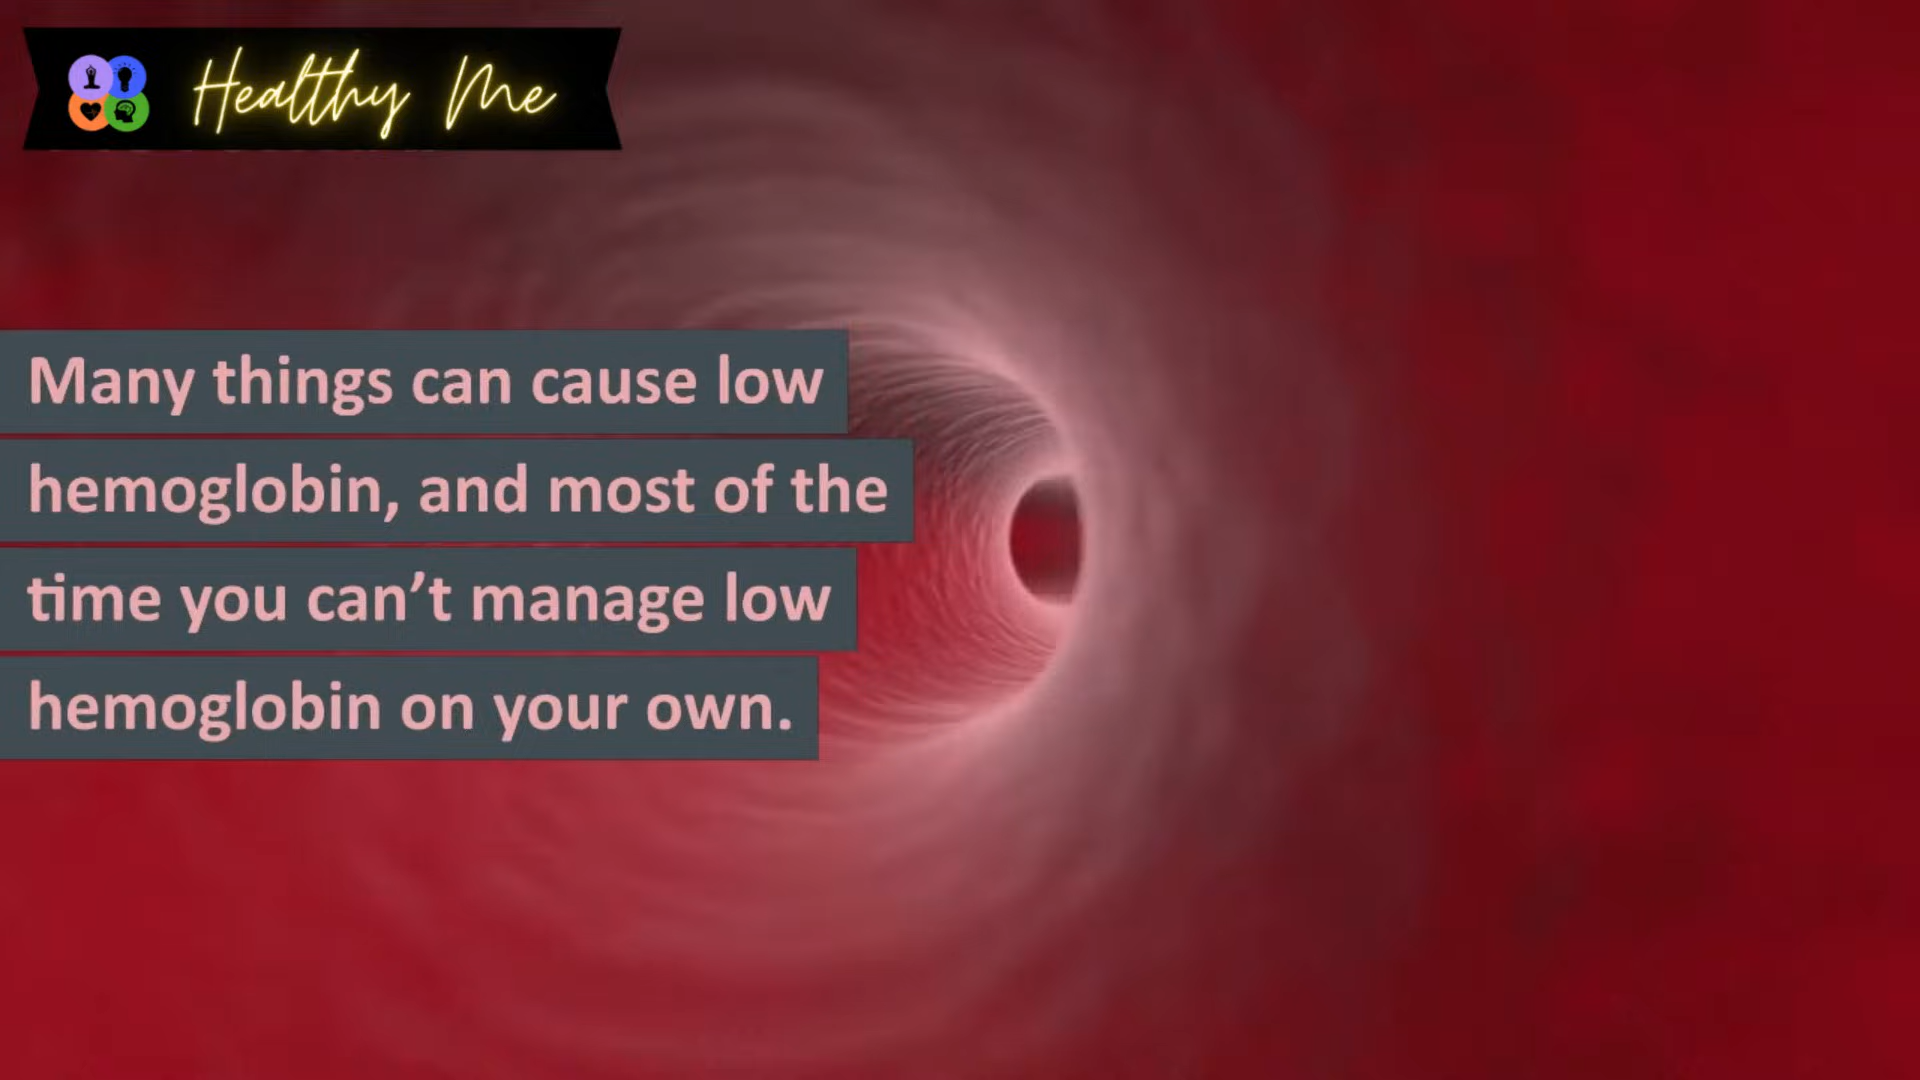 Healthy Me
Many things can cause low
hemoglobin, and most of the
time you can’t manage low
hemoglobin on your own.